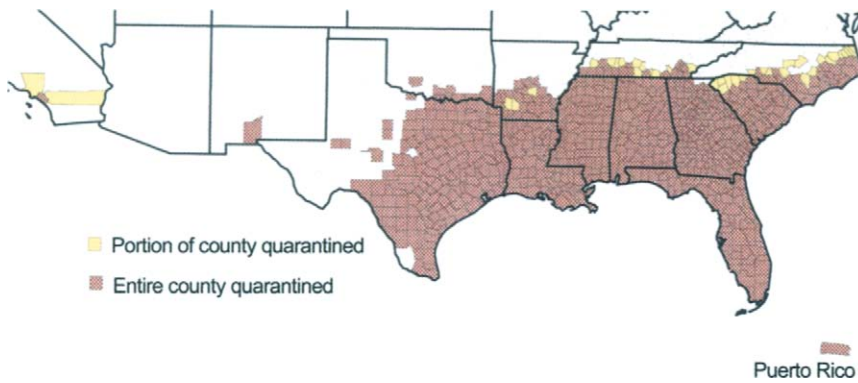 Portion of county quarantined
Entire county quarantined
Puerto Rico